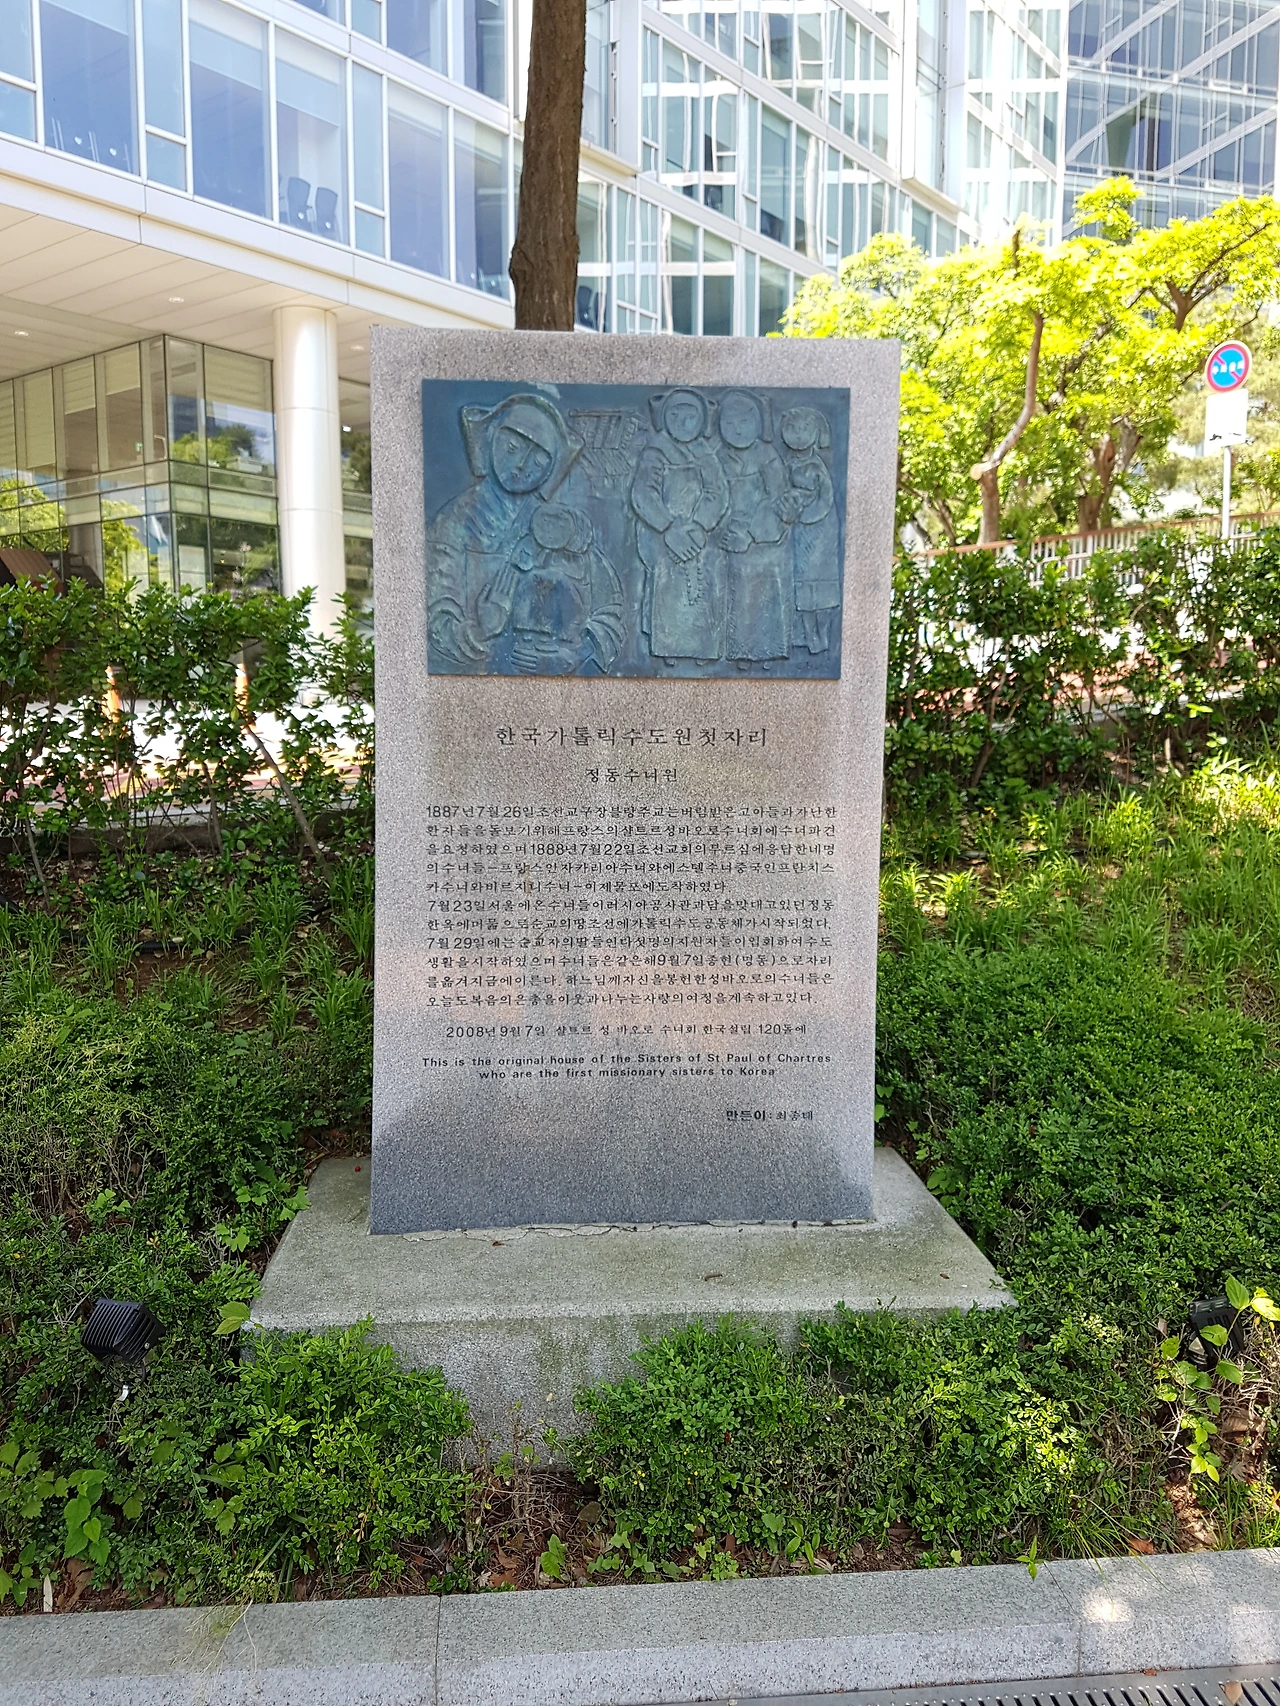 한국가톨릭수도원첫자리
정동수녀원
1887년7월26일조선교구장블랑주교는버림받은고아들과가난한
환자들을돌보기위해프랑스의샬트르성바오로수녀회에수녀파견
을요청하였으며1888년7월22일조선교회의부르심에응답한네명
의수녀들-프랑스인자카리아수녀와에스텔수녀중국인프란치스
카수녀와비르지니수녀-이제물포에도착하였다.
7월23일서울에온수녀들이러시아공사관과담을맞대고있던정동
한옥에머묾으로순교의땅조선에가톨릭수도공동체가시작되었다.
7월29일에는순교자의딸들인다섯명의지원자들이입회하여수도
생활을시작하였으며수녀들은같은해9월7일종현(명동)으로자리
를옮겨지금에이른다. 하느님께자신을봉헌한성바오로의수녀들은
오늘도복음의은총을이웃과나누는사랑의여정을계속하고있다.
2008년 9월 7일 샬트르 성 바오로 수녀회 한국설립 120돌에
This is the original house of the Sisters of St Paul of Chartres
who are the first missionary sisters to Korea
만든이 : 최종태